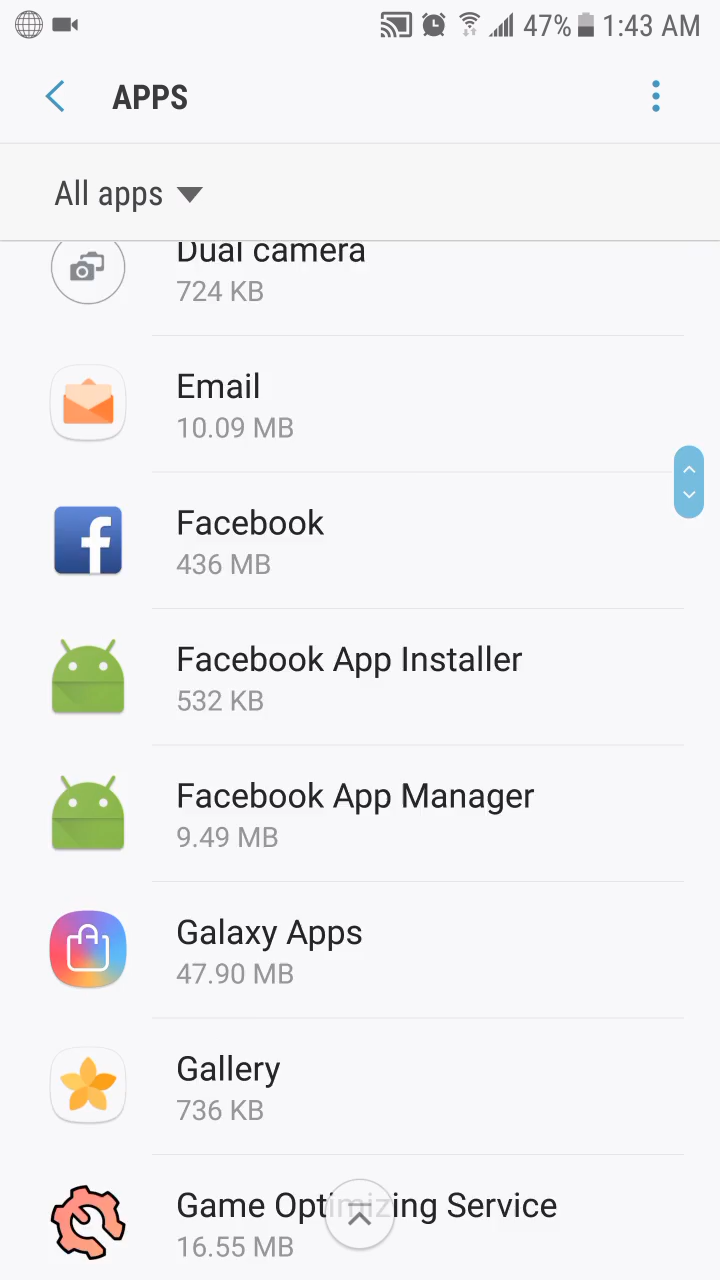 47% 1:43 AM
APPS
All apps
Dual camera
724 KB
Email
10.09 MB
Facebook
436 MB
Facebook App Installer
532 KB
Facebook App Manager
9.49 MB
Galaxy Apps
47.90 MB
Gallery
736 KB
Game Optimizing Service
16.55 MB